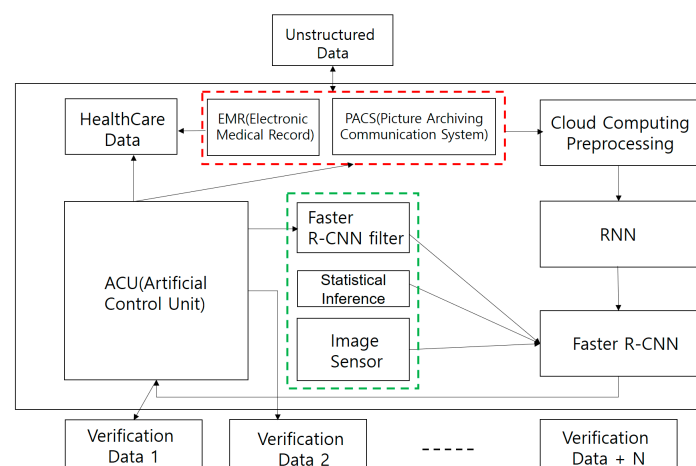 Unstructured
Data
HealthCare
Data
EMR(Electronic
Medical Record)
PACS(Picture Archiving
Communication System)
Cloud Computing
Preprocessing
ACU(Artificial
Control Unit)
Faster
R-CNN filter
Statistical
Inference
Image
Sensor
RNN
Faster R-CNN
Verification
Data 1
Verification
Data 2
Verification
Data + N